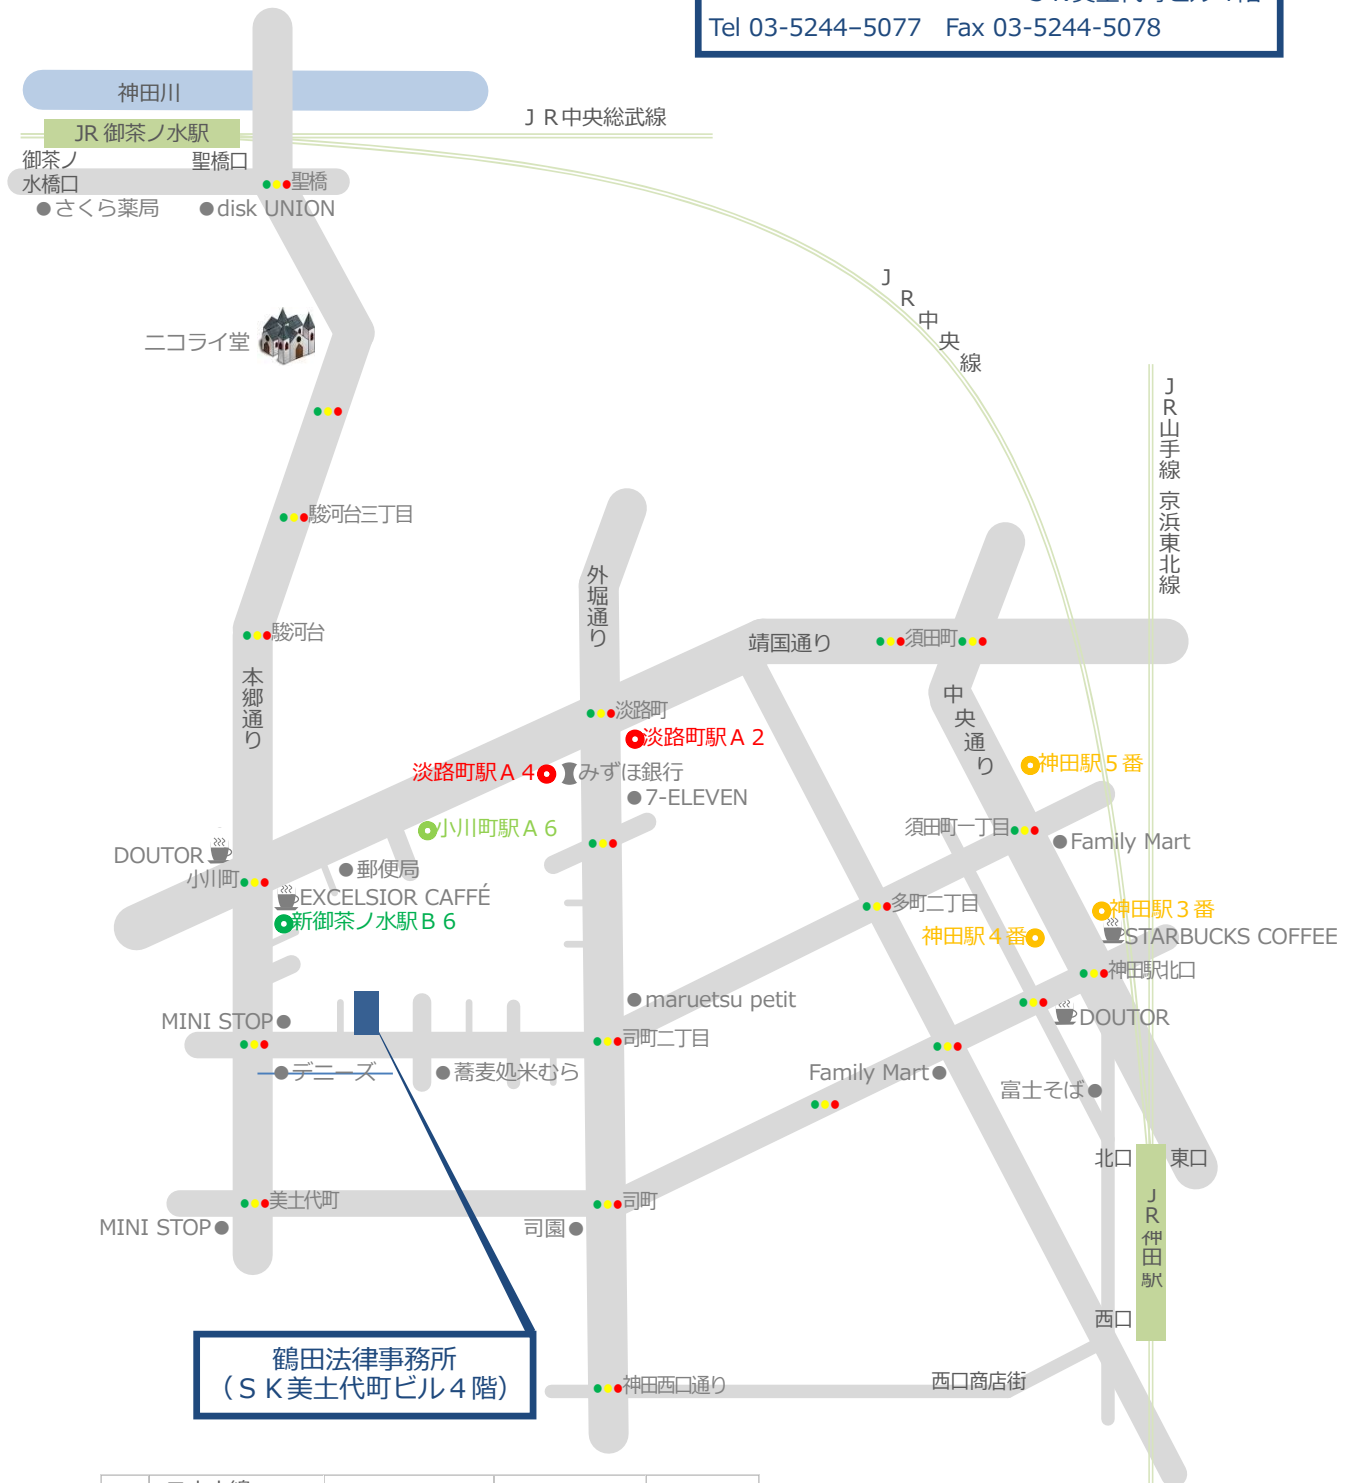 Tel 03-5244–5077　Fax 03-5244-5078
神田川
ＪＲ中央総武線
JR 御茶ノ水駅
御茶ノ
水橋口
聖橋口
聖橋
●さくら薬局
●disk UNION
ＪＲ中央線
ニコライ堂
ＪＲ山手線 京浜東北線
駿河台三丁目
外堀通り
駿河台
靖国通り
須田町
本郷通り
中央通り
淡路町
淡路町駅Ａ２
淡路町駅Ａ４
みずほ銀行
神田駅５番
●7-ELEVEN
小川町駅Ａ６
須田町一丁目
●Family Mart
DOUTOR
●郵便局
小川町
EXCELSIOR CAFFÉ
新御茶ノ水駅Ｂ６
多町二丁目
神田駅３番
神田駅４番
STARBUCKS COFFEE
神田駅北口
●maruetsu petit
MINI STOP●
DOUTOR
司町二丁目
●デニーズ
●蕎麦処米むら
Family Mart●
富士そば●
北口
東口
ＪＲ神田駅
美土代町
司町
MINI STOP●
司園●
西口
鶴田法律事務所
（ＳＫ美土代町ビル４階）
神田西口通り
西口商店街